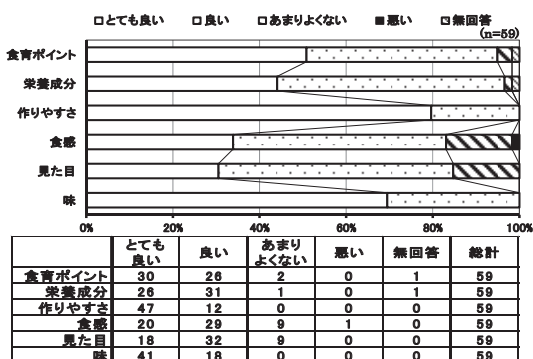 □とても良い □良い □あまりよくない ■悪い □無回答
(n=59)
食育ポイント
栄養成分
作りやすさ
食感
見た目
味
0% 20% 40% 60% 80% 100%
とても良い 良い あまりよくない 悪い 無回答 総計
食育ポイント 30 26 2 0 1 59
栄養成分 26 31 1 0 1 59
作りやすさ 47 12 0 0 0 59
食感 20 29 9 1 0 59
見た目 18 32 9 0 0 59
味 41 18 0 0 0 59